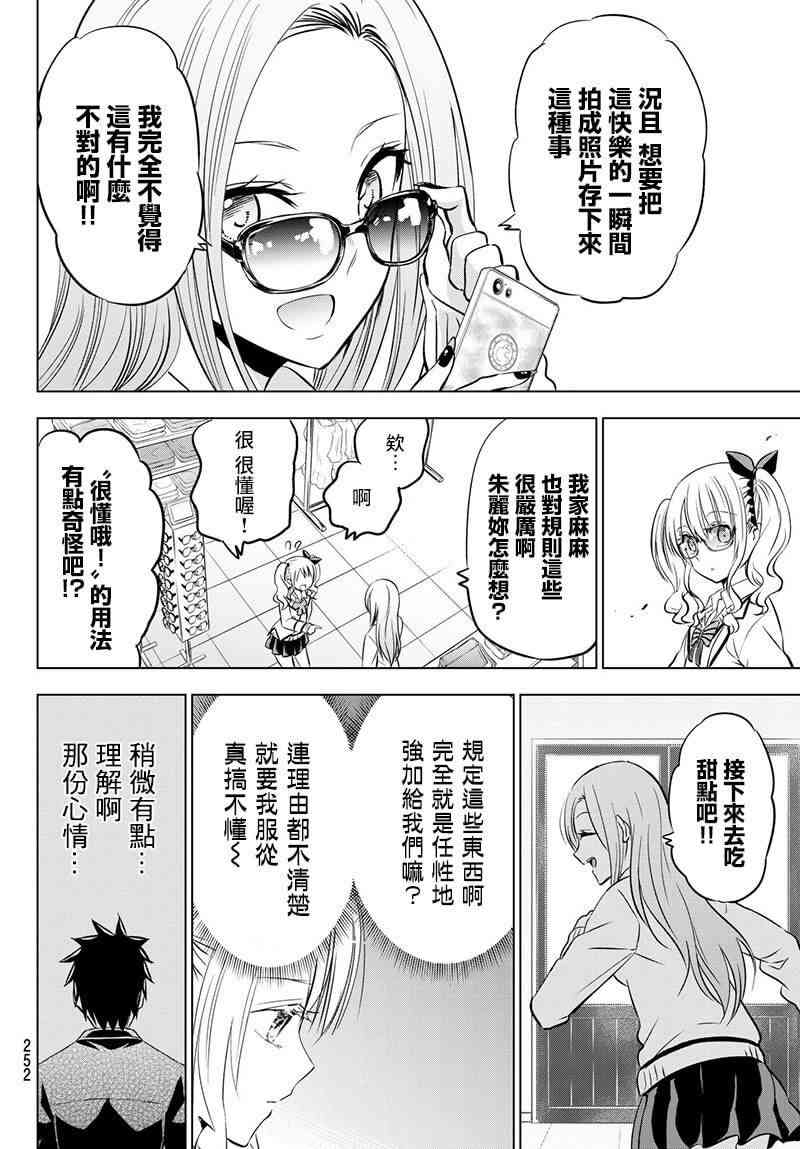 況且 想要把
這快樂的一瞬間
拍成照片存下來
這種事
我完全不覺得
這有什麼
不對的啊!!
我家麻麻
也對規則這些
很嚴厲啊
朱麗妳怎麼想?
欸…
啊
很 很懂喔!
〝很懂哦!〞的用法
有點奇怪吧!?
接下來去吃
甜點吧!!
規定這些東西啊
完全就是任性地
強加給我們嘛?
連理由都不清楚
就要我服從
真搞不懂~
稍微有點…
理解啊
那份心情…
252